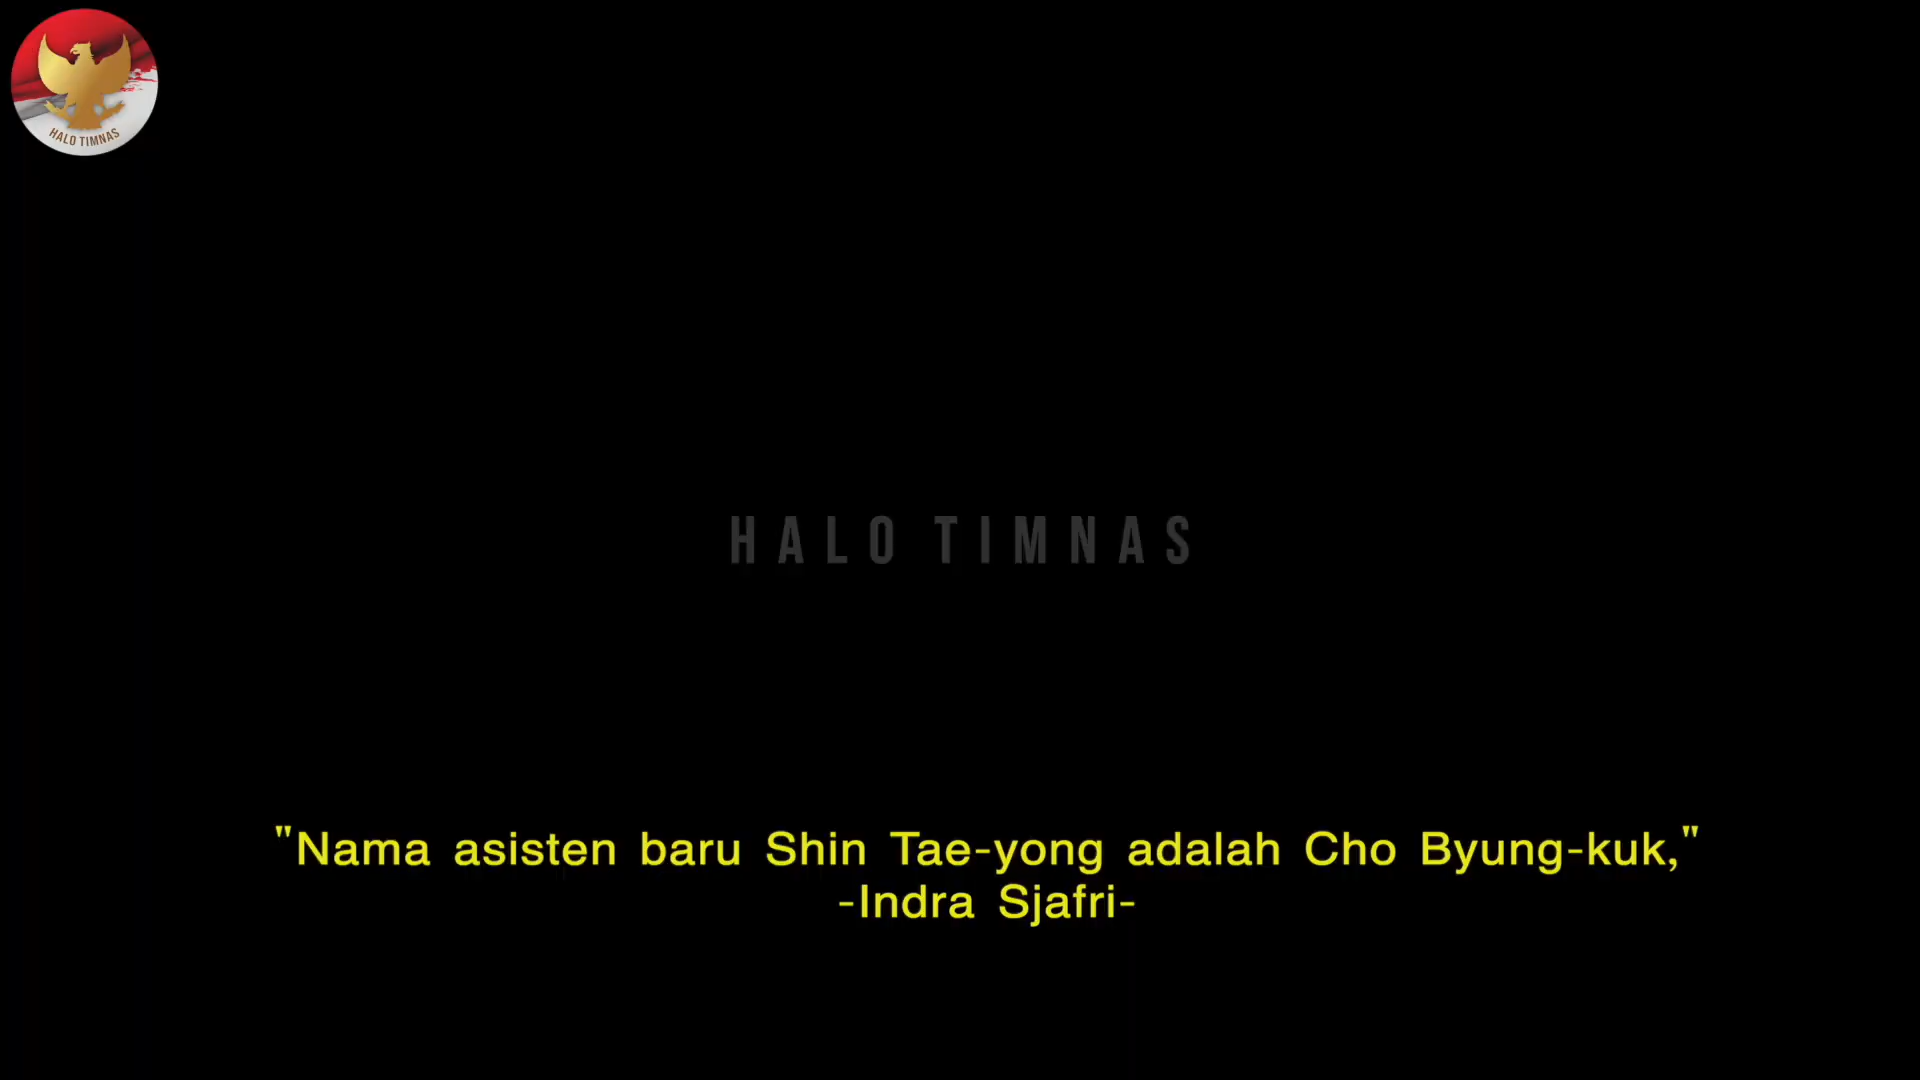 HALO TIMNAS
HALO TIMNAS
"Nama asisten baru Shin Tae-yong adalah Cho Byung-kuk,"
-Indra Sjafri-